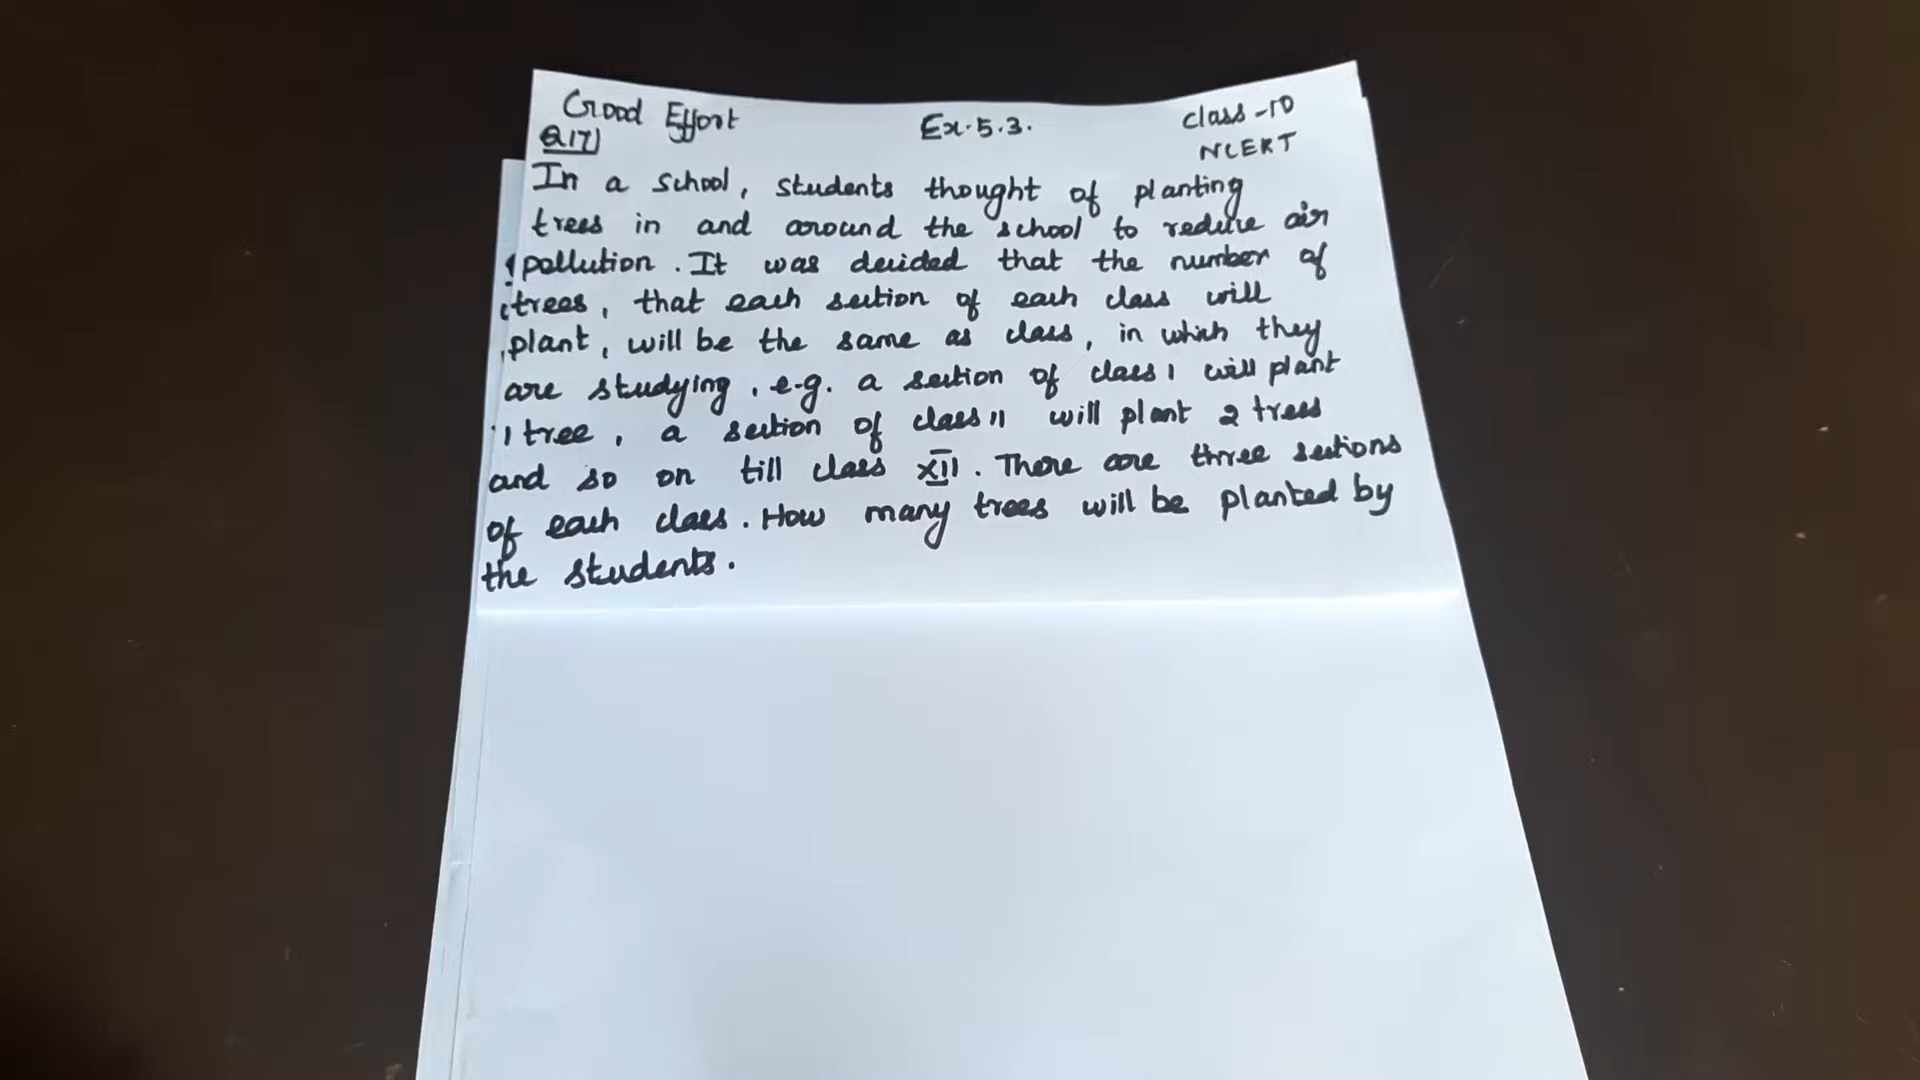 Good Effort Ex.5.3. class-10
Q17) NCERT
In a school, students thought of planting
trees in and around the school to reduce air
pollution. It was decided that the number of
trees, that each section of each class will
plant, will be the same as class, in which they
are studying, e.g. a section of class I will plant
1 tree, a section of class II will plant 2 trees
and so on till class XII. There are three sections
of each class. How many trees will be planted by
the students.